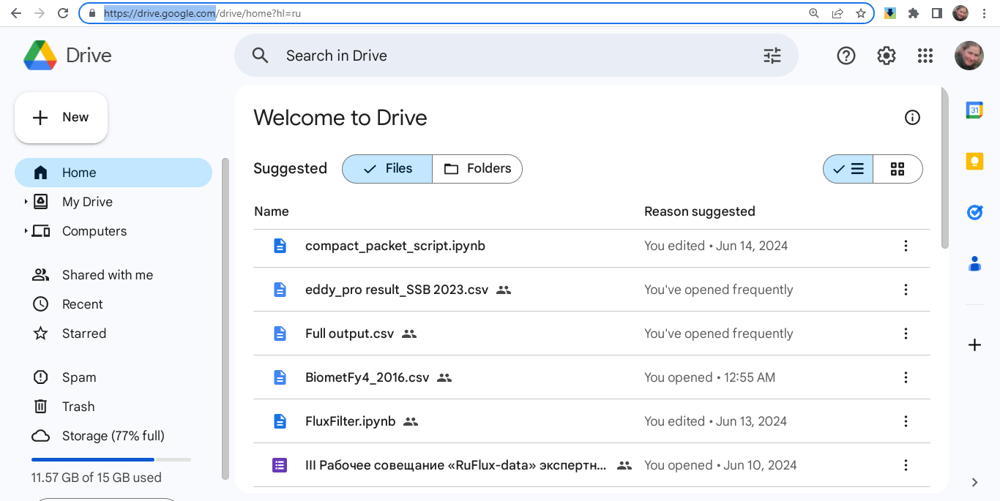 https://drive.google.com/drive/home?hl=ru
Drive
Search in Drive
New
Home
My Drive
Computers
Shared with me
Recent
Starred
Spam
Trash
Storage (77% full)
11.57 GB of 15 GB used
Welcome to Drive
Suggested Files Folders
Name Reason suggested
compact_packet_script.ipynb You edited • Jun 14, 2024
eddy_pro result_SSB 2023.csv You've opened frequently
Full output.csv You've opened frequently
BiometFy4_2016.csv You opened • 12:55 AM
FluxFilter.ipynb You edited • Jun 13, 2024
III Рабочее совещание «RuFlux-data» экспертн... You opened • Jun 10, 2024
31